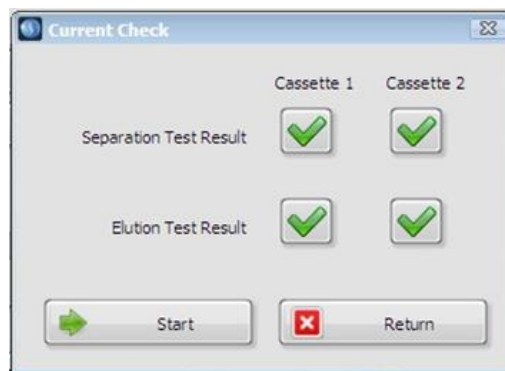 Current Check
Cassette 1 Cassette 2
Separation Test Result
Elution Test Result
Start Return